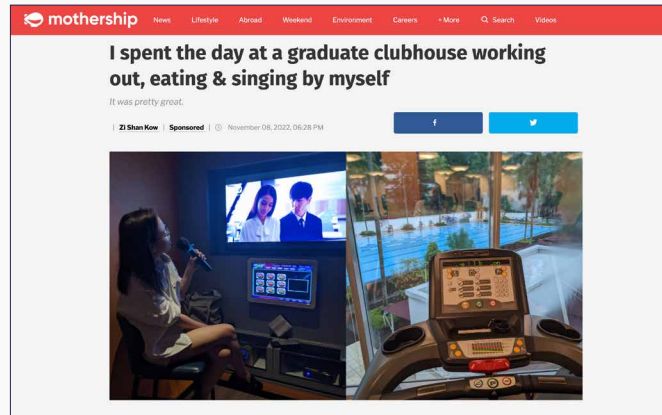 mothership News Lifestyle Abroad Weekend Environment Careers + More Search Videos
I spent the day at a graduate clubhouse working
out, eating & singing by myself
It was pretty great.
| Zi Shan Kow | Sponsored | November 08, 2022, 06:28 PM